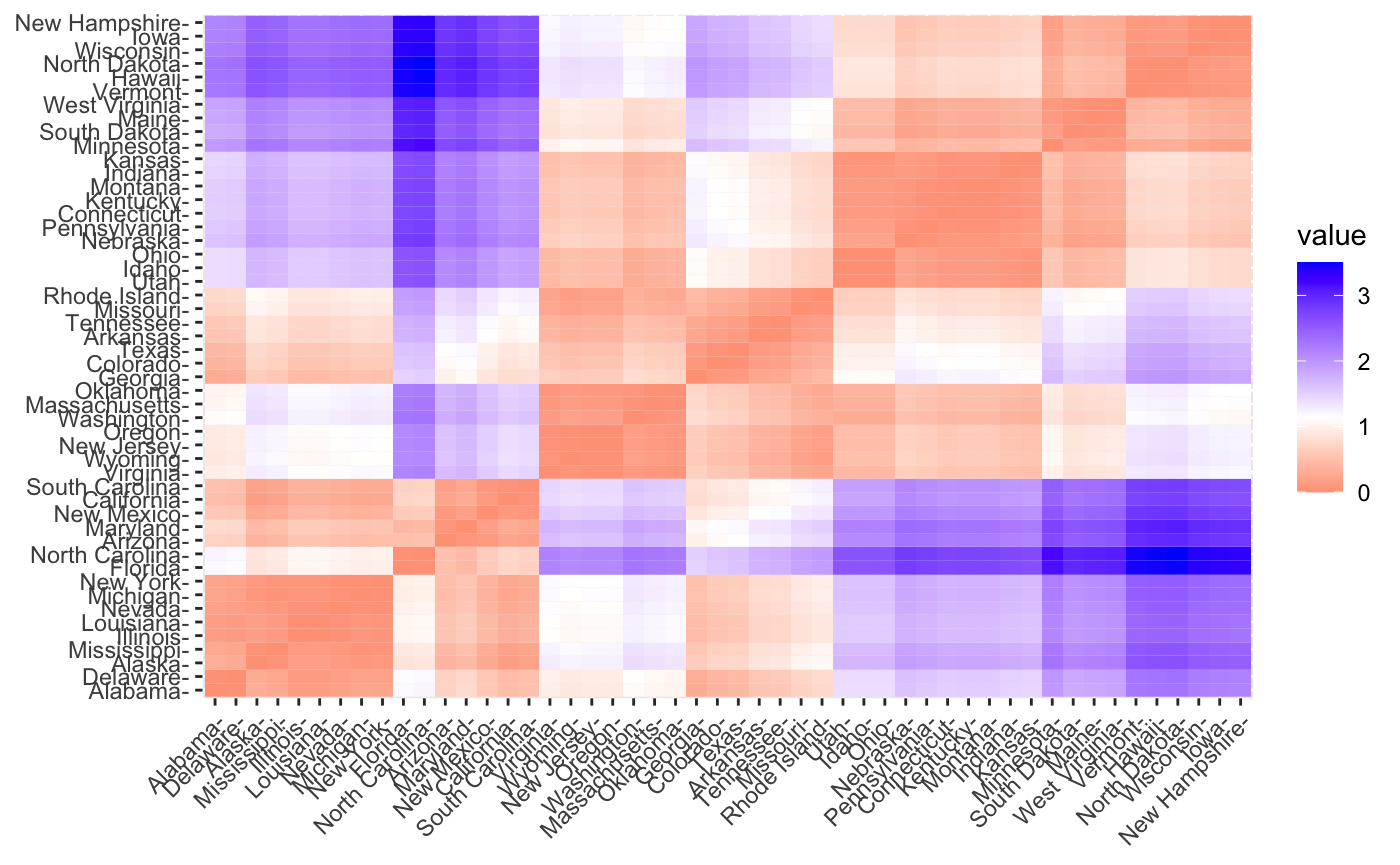 New Hampshire-
Iowa-
Wisconsin-
North Dakota-
Hawaii-
Vermont-
West Virginia-
Maine-
South Dakota-
Minnesota-
Kansas-
Indiana-
Montana-
Kentucky-
Connecticut-
Pennsylvania-
Nebraska-
Ohio-
Idaho-
Utah-
Rhode Island-
Missouri-
Tennessee-
Arkansas-
Texas-
Colorado-
Georgia-
Oklahoma-
Massachusetts-
Washington-
Oregon-
New Jersey-
Wyoming-
Virginia-
South Carolina-
California-
New Mexico-
Maryland-
Arizona-
North Carolina-
Florida-
New York-
Michigan-
Nevada-
Louisiana-
Illinois-
Mississippi-
Alaska-
Delaware-
Alabama-
value
3
2
1
0
Alabama-
Delaware-
Alaska-
Mississippi-
Illinois-
Louisiana-
Nevada-
Michigan-
New York-
Florida-
North Carolina-
Arizona-
Maryland-
New Mexico-
California-
South Carolina-
Virginia-
Wyoming-
New Jersey-
Oregon-
Washington-
Massachusetts-
Oklahoma-
Georgia-
Colorado-
Texas-
Arkansas-
Tennessee-
Missouri-
Rhode Island-
Utah-
Idaho-
Ohio-
Nebraska-
Pennsylvania-
Connecticut-
Kentucky-
Montana-
Indiana-
Kansas-
Minnesota-
South Dakota-
Maine-
West Virginia-
Vermont-
Hawaii-
North Dakota-
Wisconsin-
Iowa-
New Hampshire-